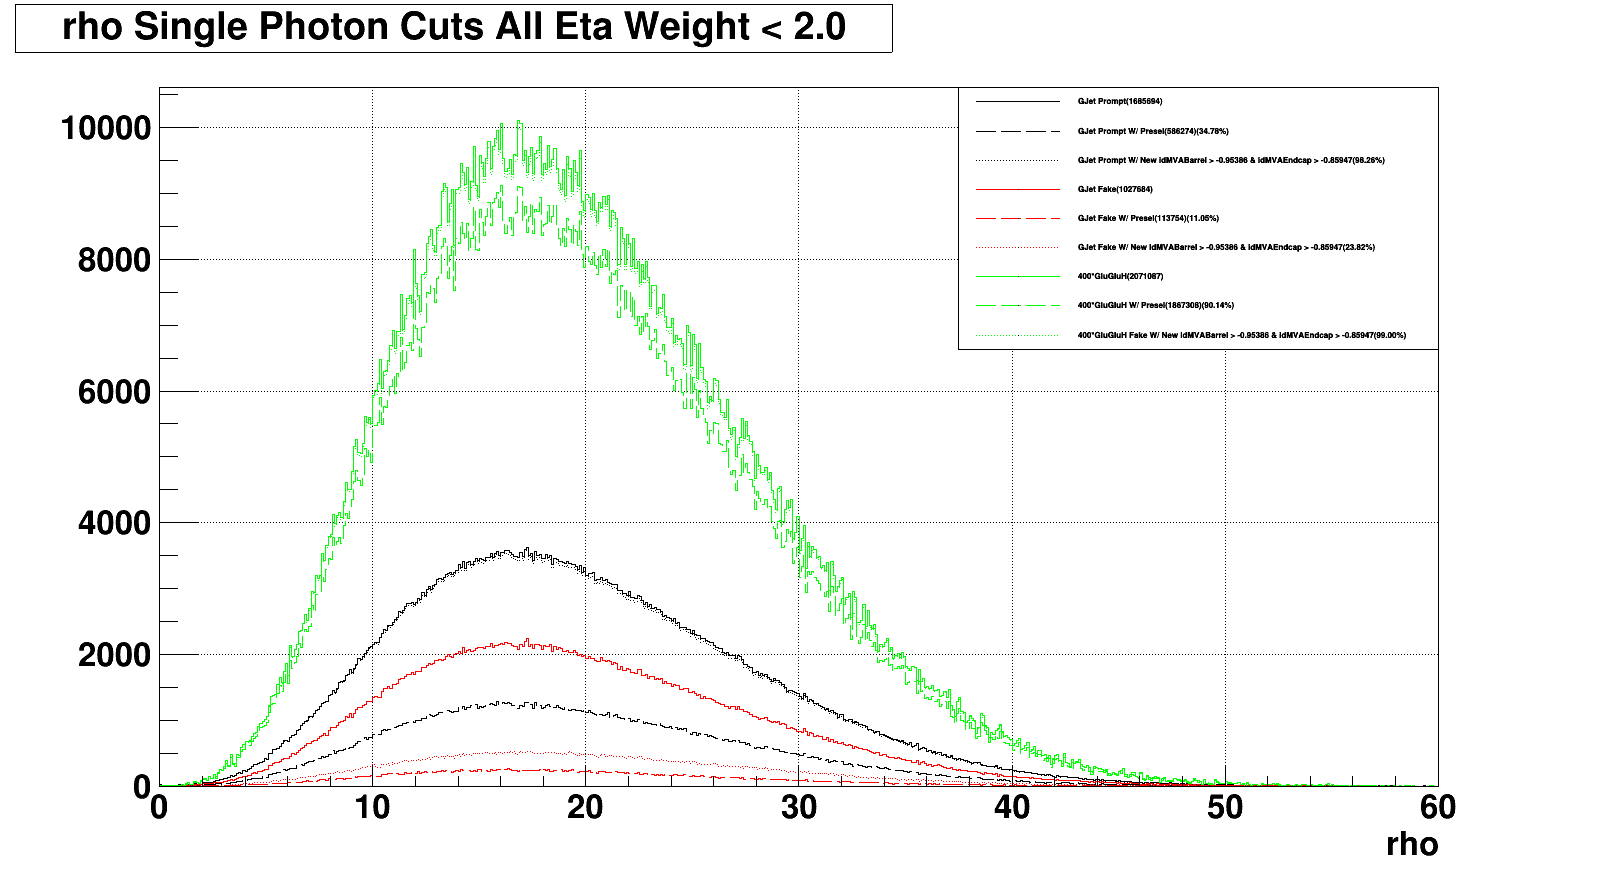 rho Single Photon Cuts All Eta Weight < 2.0
GJet Prompt(1685694)
GJet Prompt W/ Presel(586274)(34.78%)
GJet Prompt W/ New idMVABarrel > -0.95386 & idMVAEndcap > -0.85947(98.26%)
GJet Fake(1027684)
GJet Fake W/ Presel(113754)(11.05%)
GJet Fake W/ New idMVABarrel > -0.95386 & idMVAEndcap > -0.85947(23.82%)
400*GluGluH(2071087)
400*GluGluH W/ Presel(1867308)(90.14%)
400*GluGluH Fake W/ New idMVABarrel > -0.95386 & idMVAEndcap > -0.85947(99.00%)
10000
8000
6000
4000
2000
0
0 10 20 30 40 50 60
rho